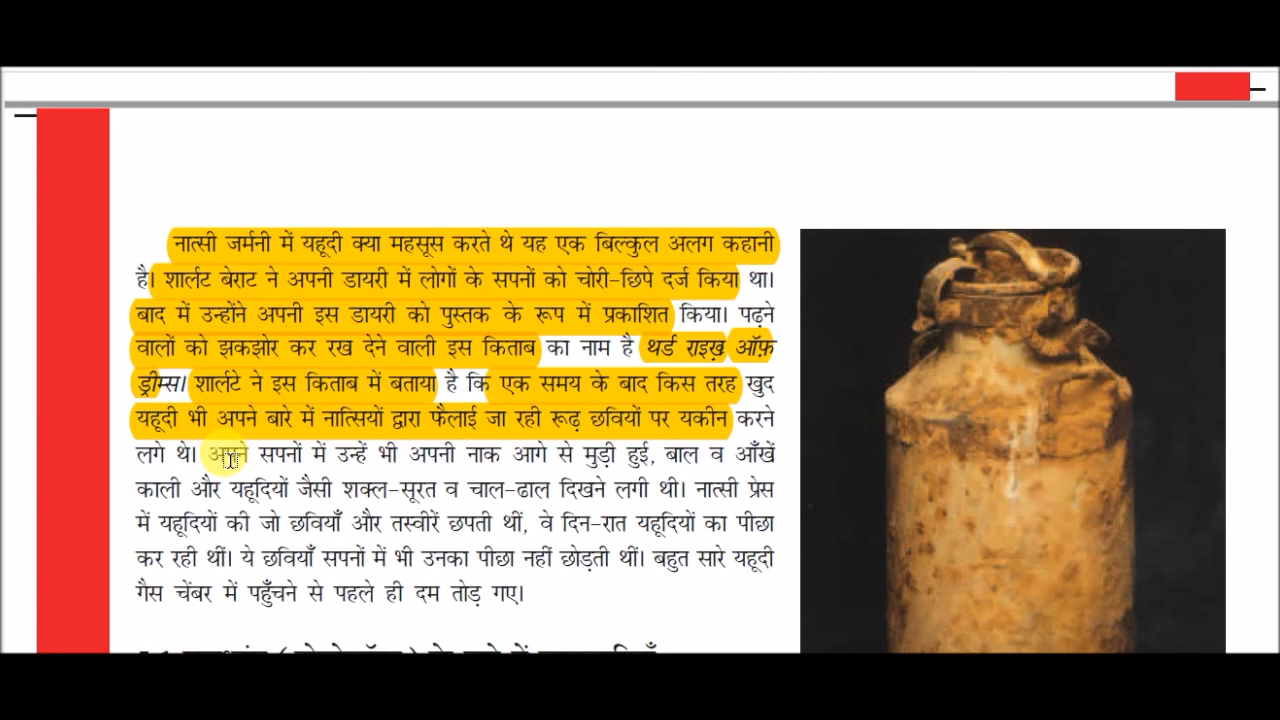 नात्सी जर्मनी में यहूदी क्या महसूस करते थे यह एक बिल्कुल अलग कहानी
है। शार्लट बेराट ने अपनी डायरी में लोगों के सपनों को चोरी-छिपे दर्ज किया था।
बाद में उन्होंने अपनी इस डायरी को पुस्तक के रूप में प्रकाशित किया। पढ़ने
वालों को झकझोर कर रख देने वाली इस किताब का नाम है थर्ड राइख़ ऑफ़
ड्रीम्स। शार्लटे ने इस किताब में बताया है कि एक समय के बाद किस तरह खुद
यहूदी भी अपने बारे में नात्सियों द्वारा फैलाई जा रही रूढ़ छवियों पर यकीन करने
लगे थे। अपने सपनों में उन्हें भी अपनी नाक आगे से मुड़ी हुई, बाल व आँखें
काली और यहूदियों जैसी शक्ल-सूरत व चाल-ढाल दिखने लगी थी। नात्सी प्रेस
में यहूदियों की जो छवियाँ और तस्वीरें छपती थीं, वे दिन-रात यहूदियों का पीछा
कर रही थीं। ये छवियाँ सपनों में भी उनका पीछा नहीं छोड़ती थीं। बहुत सारे यहूदी
गैस चेंबर में पहुँचने से पहले ही दम तोड़ गए।